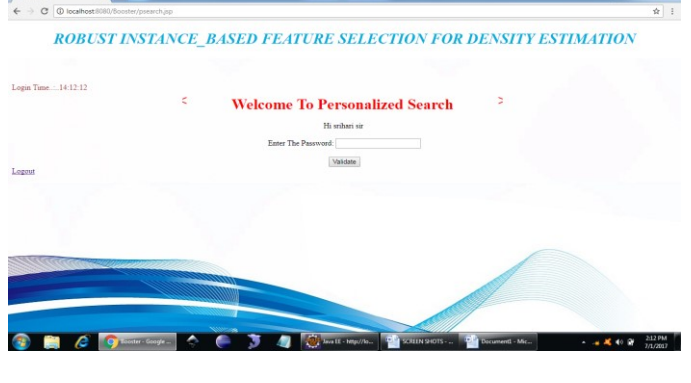 localhost:8080/Booster/psearch.jsp
ROBUST INSTANCE_BASED FEATURE SELECTION FOR DENSITY ESTIMATION
Login Time....:14:12:12
Welcome To Personalized Search
Hi srihari sir
Enter The Password:
Validate
Logout
Booster - Google ...
Java EE - http://lo...
SCREEN SHOTS - ...
Document1 - Mic...
2:12 PM
7/1/2017